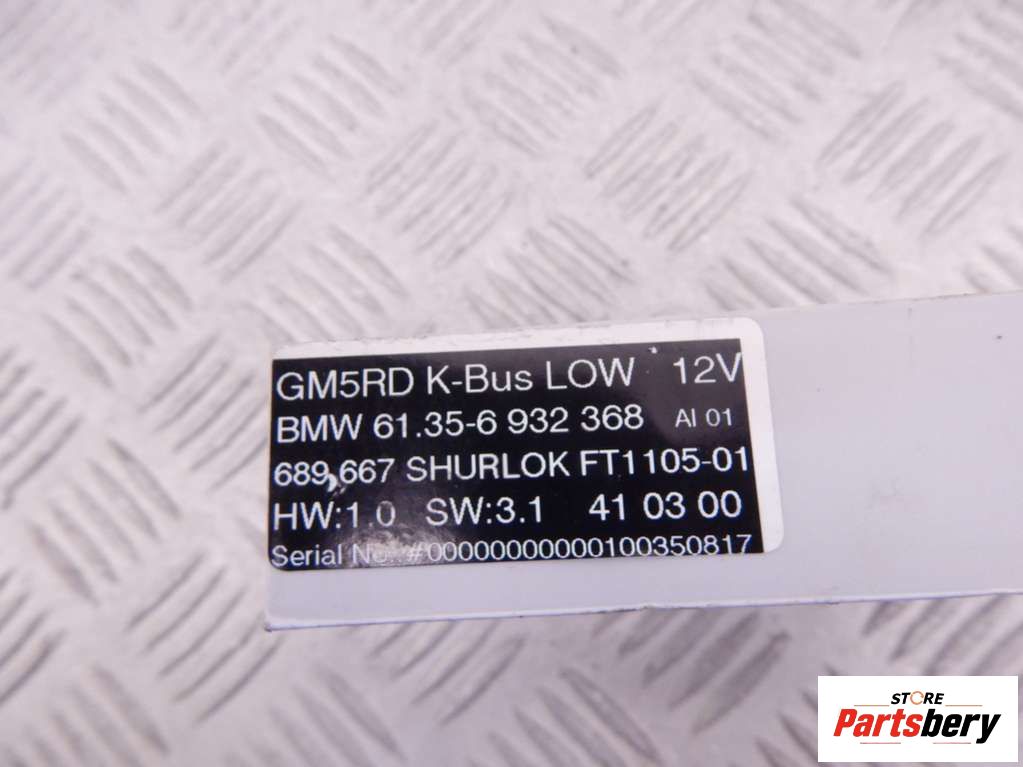 GM5RD K-Bus LOW 12V
BMW 61.35-6 932 368 AI 01
689,667 SHURLOK FT1105-01
HW:1.0 SW:3.1 41 03 00
Serial No.:#00000000000100350817
STORE
Partsbery